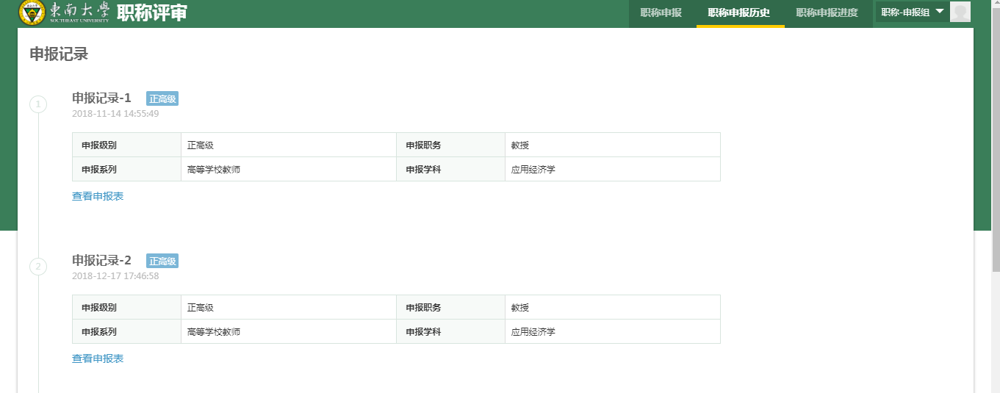 東南大學 职称评审 职称申报 职称申报历史 职称申报进度 职称-申报组
SOUTHEAST UNIVERSITY
申报记录
1 申报记录-1 正高级
2018-11-14 14:55:49
申报级别 正高级 申报职务 教授
申报系列 高等学校教师 申报学科 应用经济学
查看申报表
2 申报记录-2 正高级
2018-12-17 17:46:58
申报级别 正高级 申报职务 教授
申报系列 高等学校教师 申报学科 应用经济学
查看申报表